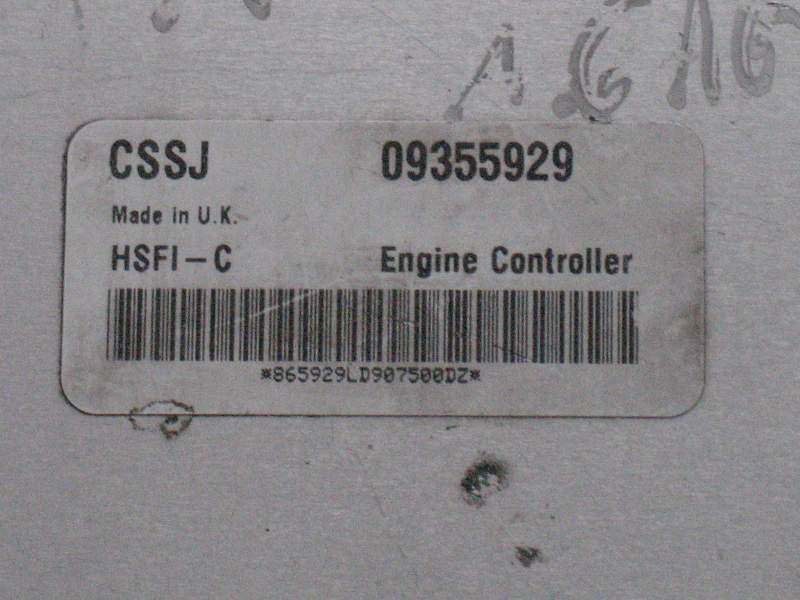 CSSJ 09355929
Made in U.K.
HSFI-C Engine Controller
*865929LD907500DZ*